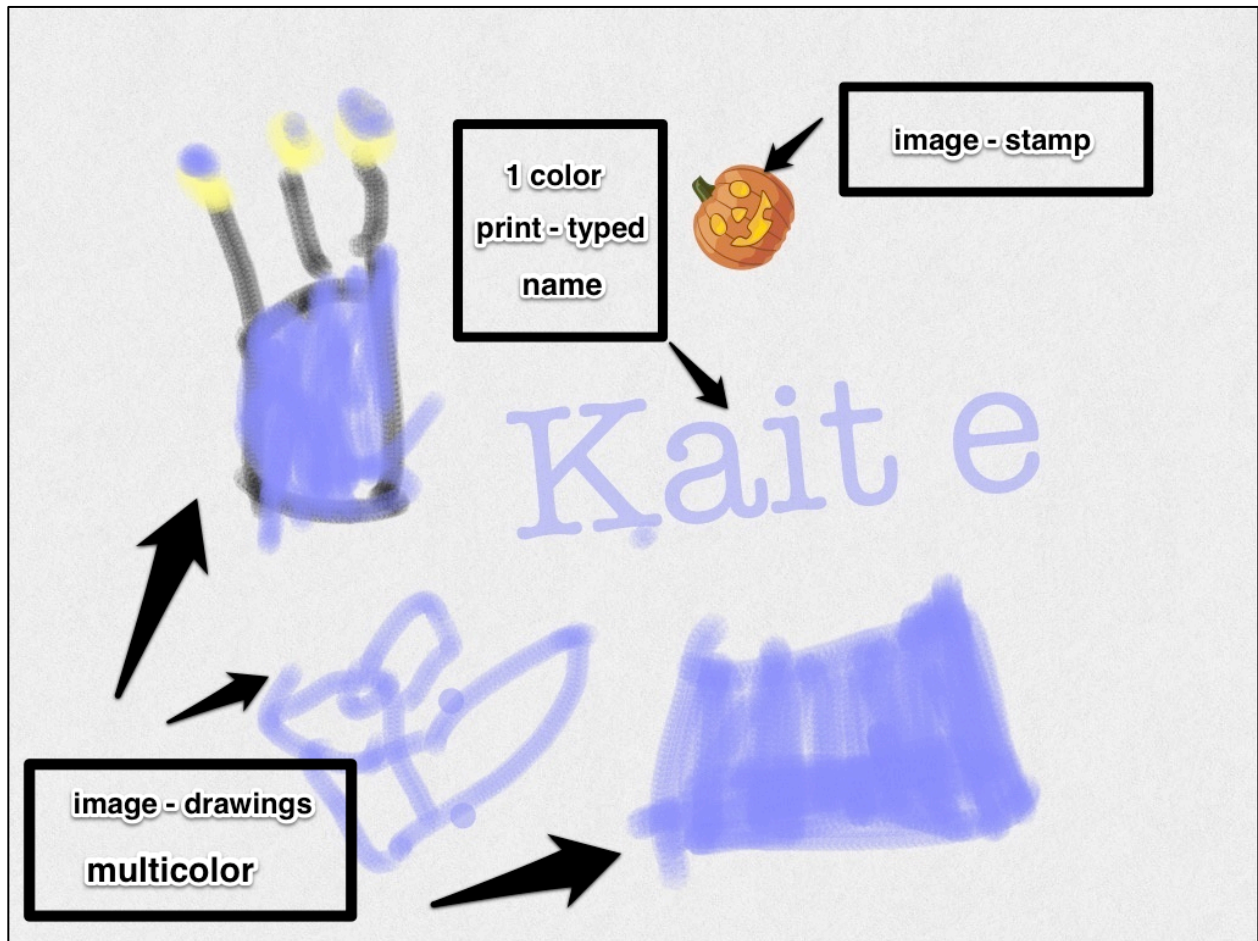 image - stamp
1 color
print - typed
name
Kait e
image - drawings
multicolor